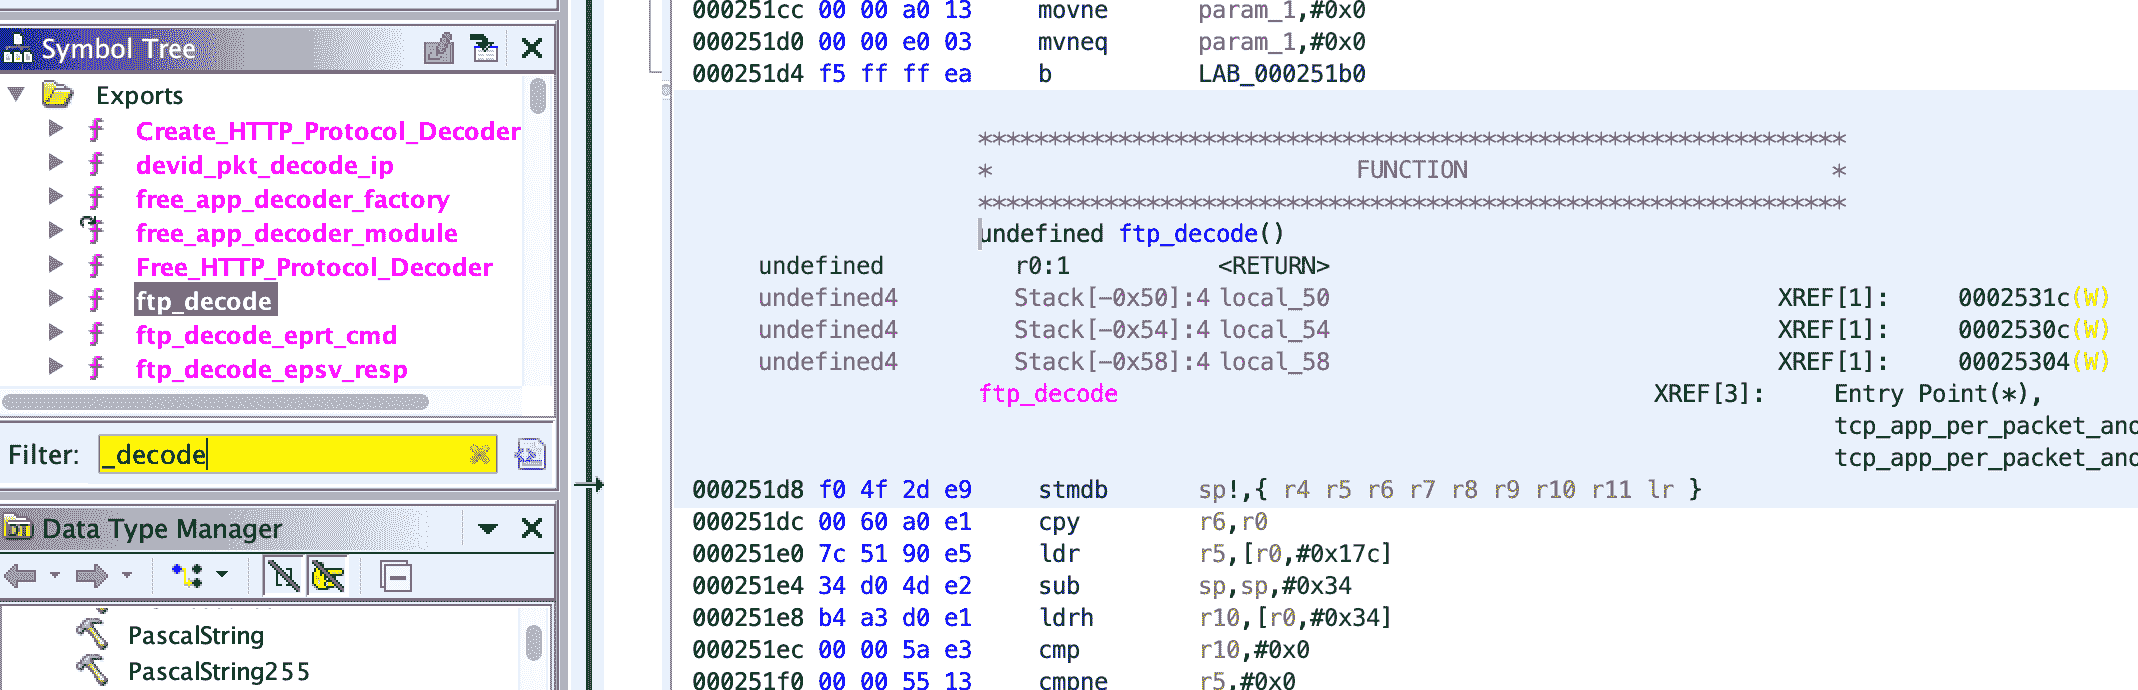 Symbol Tree
Exports
Create_HTTP_Protocol_Decoder
devid_pkt_decode_ip
free_app_decoder_factory
free_app_decoder_module
Free_HTTP_Protocol_Decoder
ftp_decode
ftp_decode_eprt_cmd
ftp_decode_epsv_resp
Filter: _decode
Data Type Manager
PascalString
PascalString255
000251cc 00 00 a0 13 movne param_1,#0x0
000251d0 00 00 e0 03 mvneq param_1,#0x0
000251d4 f5 ff ff ea b LAB_000251b0
**************************************************************
* FUNCTION *
**************************************************************
undefined ftp_decode()
undefined r0:1 <RETURN>
undefined4 Stack[-0x50]:4 local_50 XREF[1]: 0002531c(W)
undefined4 Stack[-0x54]:4 local_54 XREF[1]: 0002530c(W)
undefined4 Stack[-0x58]:4 local_58 XREF[1]: 00025304(W)
ftp_decode XREF[3]: Entry Point(*),
tcp_app_per_packet_and
tcp_app_per_packet_and
000251d8 f0 4f 2d e9 stmdb sp!,{ r4 r5 r6 r7 r8 r9 r10 r11 lr }
000251dc 00 60 a0 e1 cpy r6,r0
000251e0 7c 51 90 e5 ldr r5,[r0,#0x17c]
000251e4 34 d0 4d e2 sub sp,sp,#0x34
000251e8 b4 a3 d0 e1 ldrh r10,[r0,#0x34]
000251ec 00 00 5a e3 cmp r10,#0x0
000251f0 00 00 55 13 cmpne r5,#0x0